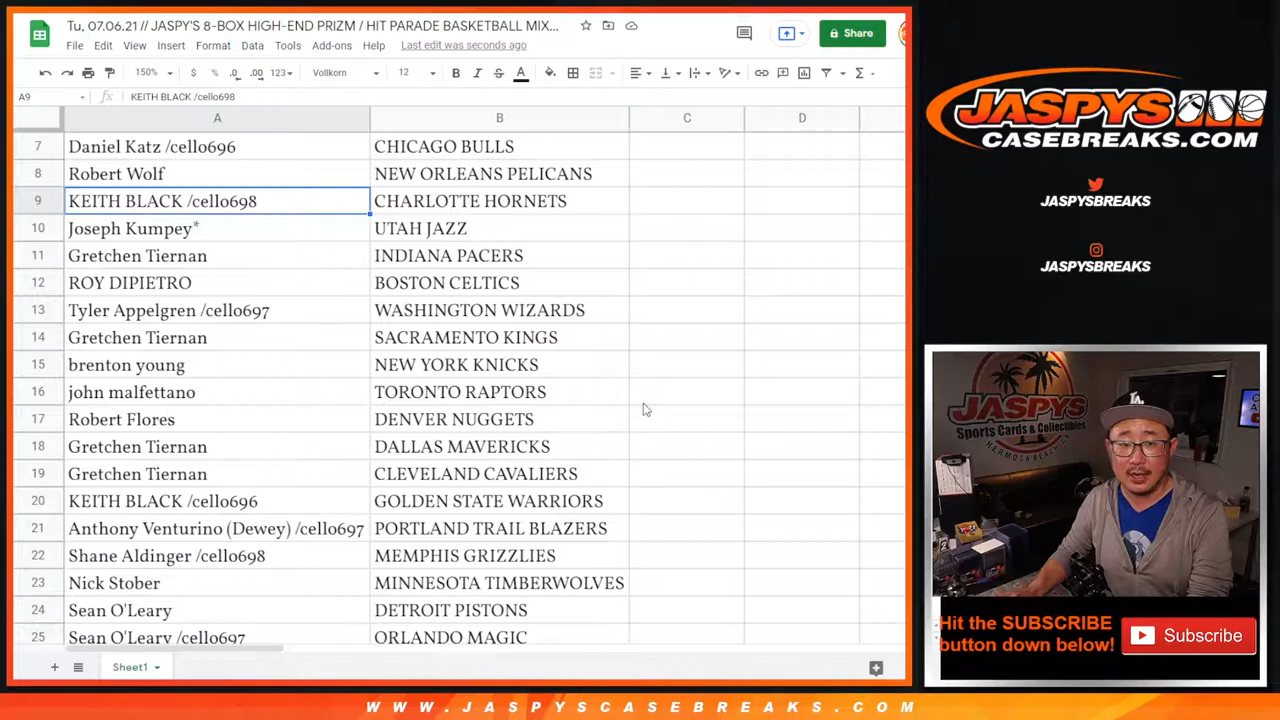 Tu, 07.06.21 // JASPY'S 8-BOX HIGH-END PRIZM / HIT PARADE BASKETBALL MIX...
File Edit View Insert Format Data Tools Add-ons Help Last edit was seconds ago
Share
150% $ % .0 .00 123 Vollkorn 12 B I S A
A9 fx KEITH BLACK /cello698
A B C D
7 Daniel Katz /cello696 CHICAGO BULLS
8 Robert Wolf NEW ORLEANS PELICANS
9 KEITH BLACK /cello698 CHARLOTTE HORNETS
10 Joseph Kumpey* UTAH JAZZ
11 Gretchen Tiernan INDIANA PACERS
12 ROY DIPIETRO BOSTON CELTICS
13 Tyler Appelgren /cello697 WASHINGTON WIZARDS
14 Gretchen Tiernan SACRAMENTO KINGS
15 brenton young NEW YORK KNICKS
16 john malfettano TORONTO RAPTORS
17 Robert Flores DENVER NUGGETS
18 Gretchen Tiernan DALLAS MAVERICKS
19 Gretchen Tiernan CLEVELAND CAVALIERS
20 KEITH BLACK /cello696 GOLDEN STATE WARRIORS
21 Anthony Venturino (Dewey) /cello697 PORTLAND TRAIL BLAZERS
22 Shane Aldinger /cello698 MEMPHIS GRIZZLIES
23 Nick Stober MINNESOTA TIMBERWOLVES
24 Sean O'Leary DETROIT PISTONS
25 Sean O'Leary /cello697 ORLANDO MAGIC
Sheet1
JASPYS
CASEBREAKS.COM
JASPYSBREAKS
JASPYSBREAKS
JASPYS
Sports Cards & Collectibles
HERMOSA BEACH
LA
Hit the SUBSCRIBE
button down below!
Subscribe
WWW.JASPYSCASEBREAKS.COM